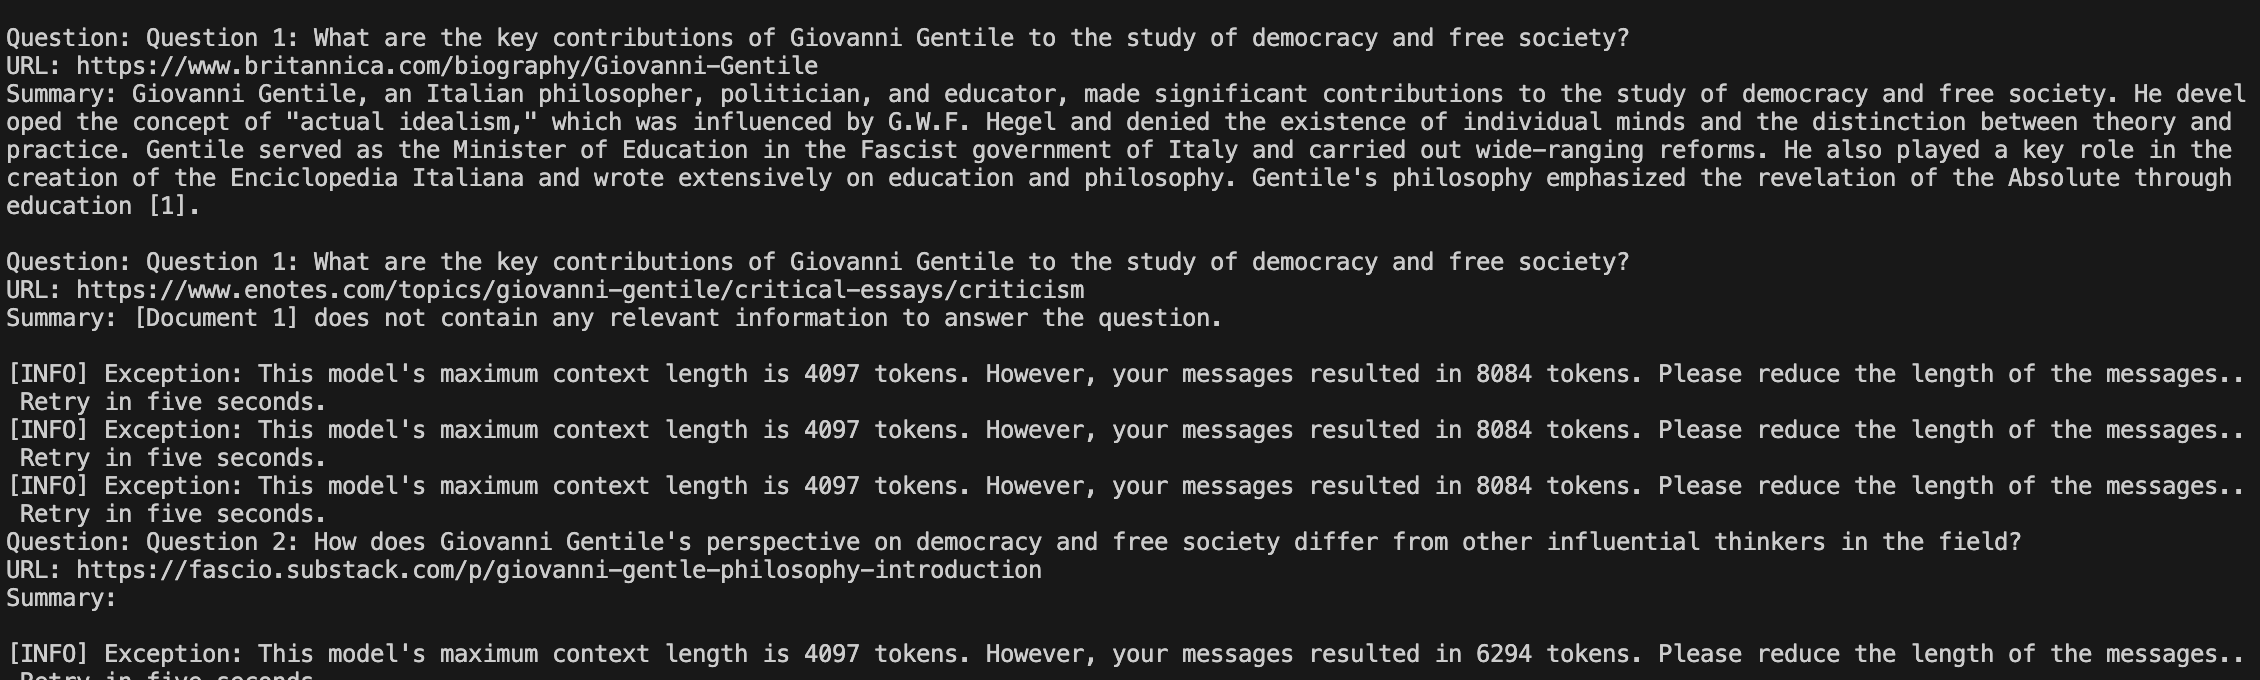 Question: Question 1: What are the key contributions of Giovanni Gentile to the study of democracy and free society?
URL: https://www.britannica.com/biography/Giovanni-Gentile
Summary: Giovanni Gentile, an Italian philosopher, politician, and educator, made significant contributions to the study of democracy and free society. He devel
oped the concept of "actual idealism," which was influenced by G.W.F. Hegel and denied the existence of individual minds and the distinction between theory and
practice. Gentile served as the Minister of Education in the Fascist government of Italy and carried out wide-ranging reforms. He also played a key role in the
creation of the Enciclopedia Italiana and wrote extensively on education and philosophy. Gentile's philosophy emphasized the revelation of the Absolute through
education [1].
Question: Question 1: What are the key contributions of Giovanni Gentile to the study of democracy and free society?
URL: https://www.enotes.com/topics/giovanni-gentile/critical-essays/criticism
Summary: [Document 1] does not contain any relevant information to answer the question.
[INFO] Exception: This model's maximum context length is 4097 tokens. However, your messages resulted in 8084 tokens. Please reduce the length of the messages..
Retry in five seconds.
[INFO] Exception: This model's maximum context length is 4097 tokens. However, your messages resulted in 8084 tokens. Please reduce the length of the messages..
Retry in five seconds.
[INFO] Exception: This model's maximum context length is 4097 tokens. However, your messages resulted in 8084 tokens. Please reduce the length of the messages..
Retry in five seconds.
Question: Question 2: How does Giovanni Gentile's perspective on democracy and free society differ from other influential thinkers in the field?
URL: https://fascio.substack.com/p/giovanni-gentle-philosophy-introduction
Summary:
[INFO] Exception: This model's maximum context length is 4097 tokens. However, your messages resulted in 6294 tokens. Please reduce the length of the messages..
Retry in five seconds